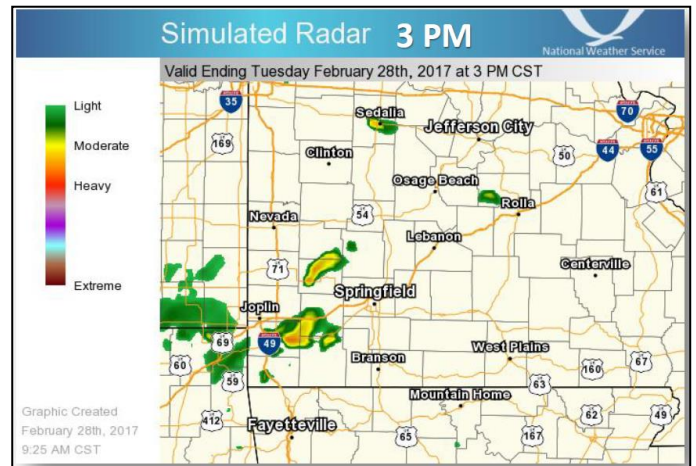 Simulated Radar 3 PM
National Weather Service
Valid Ending Tuesday February 28th, 2017 at 3 PM CST
Light
Moderate
Heavy
Extreme
35
Sedalia
70
Jefferson City
169
44
55
Clinton
50
Osage Beach
61
Rolla
Nevada
54
Lebanon
71
Centerville
Springfield
Joplin
69
49
West Plains
60
Branson
160
67
59
63
Mountain Home
412
Fayetteville
62
49
65
167
Graphic Created
February 28th, 2017
9:25 AM CST